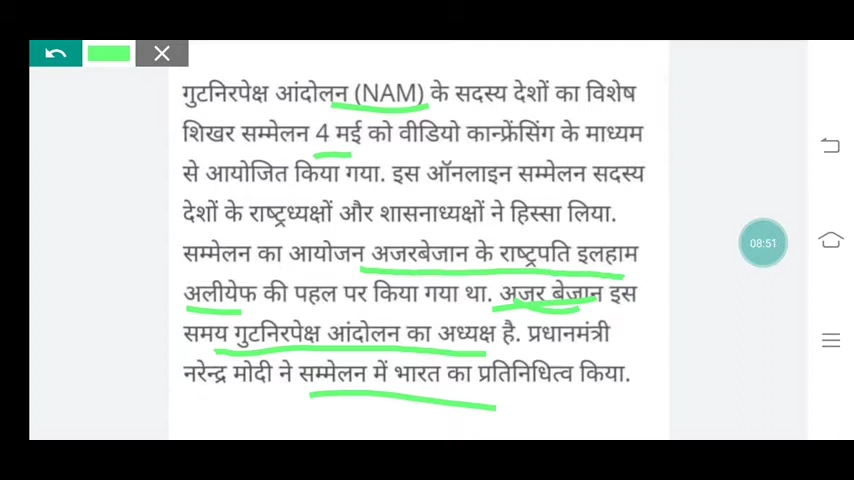 गुटनिरपेक्ष आंदोलन (NAM) के सदस्य देशों का विशेष
शिखर सम्मेलन 4 मई को वीडियो कान्फ्रेंसिंग के माध्यम
से आयोजित किया गया. इस ऑनलाइन सम्मेलन सदस्य
देशों के राष्ट्रध्यक्षों और शासनाध्यक्षों ने हिस्सा लिया.
सम्मेलन का आयोजन अजरबेजान के राष्ट्रपति इलहाम
अलीयेफ की पहल पर किया गया था. अजर बेजान इस
समय गुटनिरपेक्ष आंदोलन का अध्यक्ष है. प्रधानमंत्री
नरेन्द्र मोदी ने सम्मेलन में भारत का प्रतिनिधित्व किया.
08:51